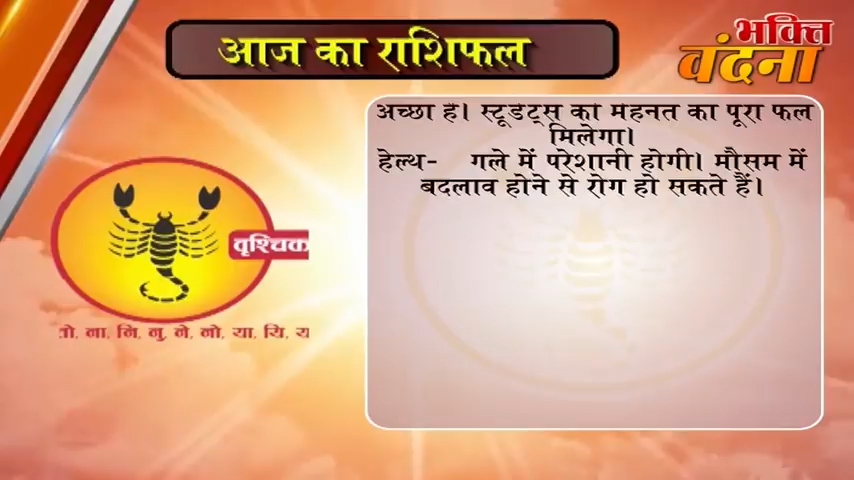 आज का राशिफल
भक्ति
वंदना
अच्छा है। स्टूडेंट्स को मेहनत का पूरा फल
मिलेगा।
हेल्थ- गले में परेशानी होगी। मौसम में
बदलाव होने से रोग हो सकते हैं।
वृश्चिक
ना, नि, नु, ने, नो, या, यि,